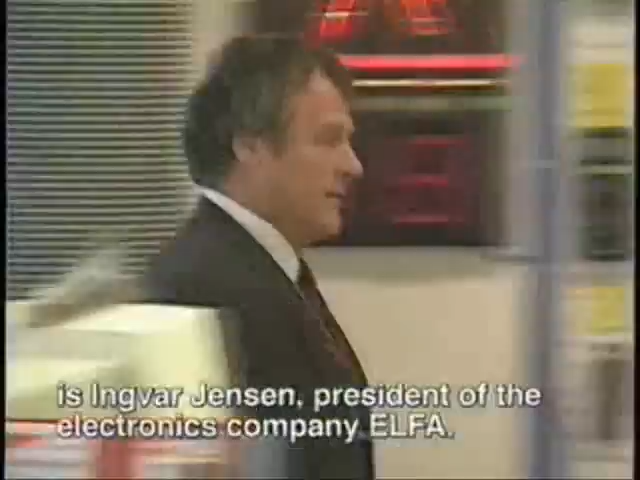 is Ingvar Jensen, president of the
electronics company ELFA.